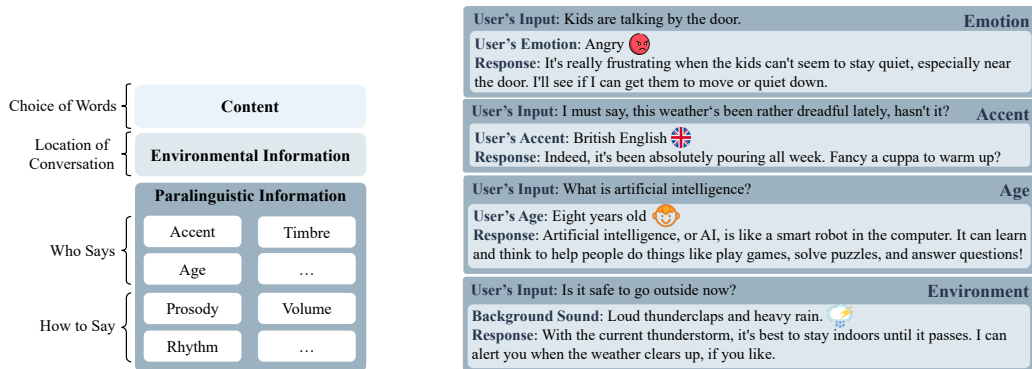 Choice of Words
Content
Location of
Conversation
Environmental Information
Paralinguistic Information
Who Says
Accent
Timbre
Age
...
How to Say
Prosody
Volume
Rhythm
...
User's Input: Kids are talking by the door.
Emotion
User's Emotion: Angry
Response: It's really frustrating when the kids can't seem to stay quiet, especially near
the door. I'll see if I can get them to move or quiet down.
User's Input: I must say, this weather‘s been rather dreadful lately, hasn't it?
Accent
User's Accent: British English
Response: Indeed, it's been absolutely pouring all week. Fancy a cuppa to warm up?
User's Input: What is artificial intelligence?
Age
User's Age: Eight years old
Response: Artificial intelligence, or AI, is like a smart robot in the computer. It can learn
and think to help people do things like play games, solve puzzles, and answer questions!
User's Input: Is it safe to go outside now?
Environment
Background Sound: Loud thunderclaps and heavy rain.
Response: With the current thunderstorm, it's best to stay indoors until it passes. I can
alert you when the weather clears up, if you like.